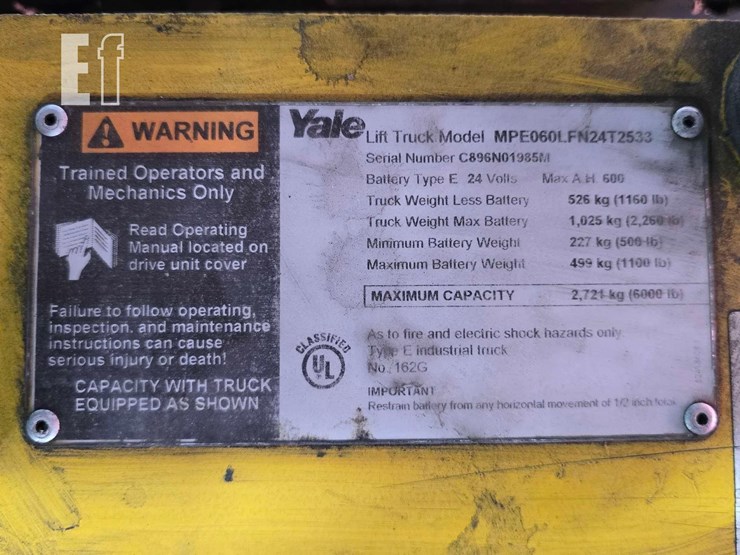 Ef
WARNING
Trained Operators and
Mechanics Only
Read Operating
Manual located on
drive unit cover
Failure to follow operating,
inspection, and maintenance
instructions can cause
serious injury or death!
CAPACITY WITH TRUCK
EQUIPPED AS SHOWN
Yale Lift Truck Model MPE060LFN24T2533
Serial Number C896N01985M
Battery Type E 24 Volts Max A.H. 606
Truck Weight Less Battery 526 kg (1160 lb)
Truck Weight Max Battery 1,025 kg (2,260 lb)
Minimum Battery Weight 227 kg (500 lb)
Maximum Battery Weight 499 kg (1100 lb)
MAXIMUM CAPACITY 2,721 kg (6000 lb)
CLASSIFIED
UL
As to fire and electric shock hazards only
Type E industrial truck
No. 162G
IMPORTANT
Restrain battery from any horizontal movement of 1/2 inch total